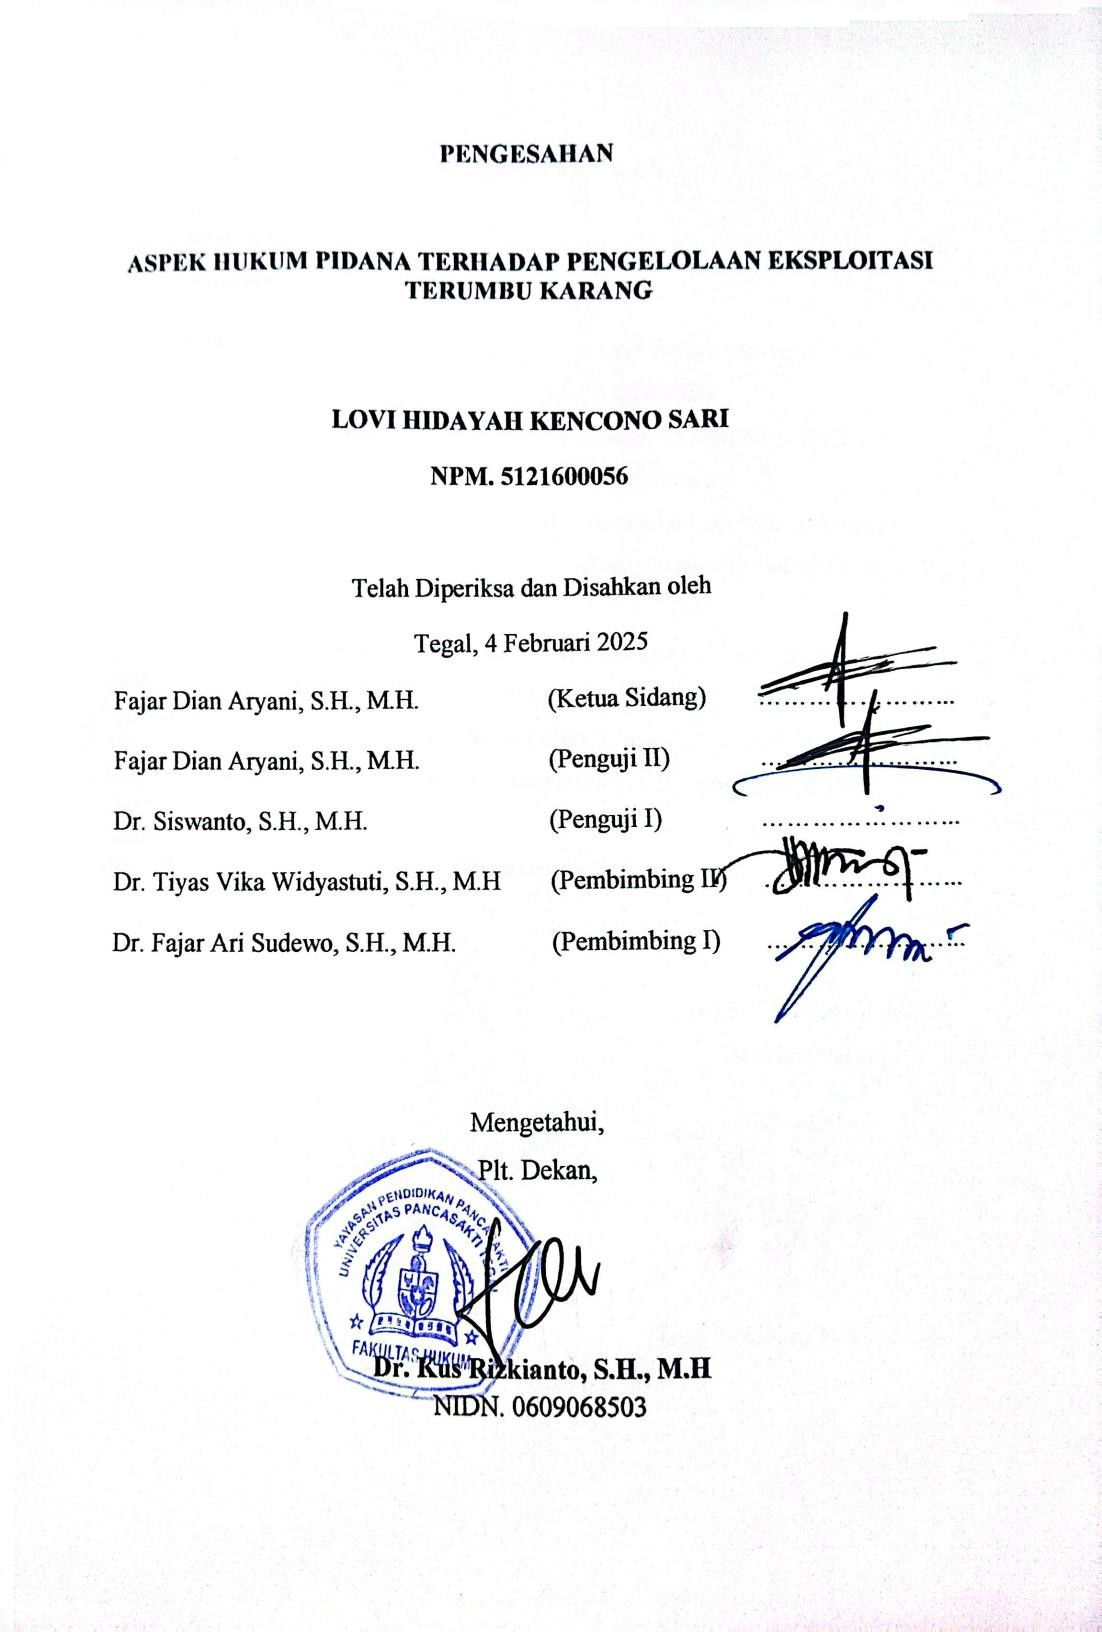 PENGESAHAN
ASPEK HUKUM PIDANA TERHADAP PENGELOLAAN EKSPLOITASI
TERUMBU KARANG
LOVI HIDAYAH KENCONO SARI
NPM. 5121600056
Telah Diperiksa dan Disahkan oleh
Tegal, 4 Februari 2025
Fajar Dian Aryani, S.H., M.H. (Ketua Sidang) ........................
Fajar Dian Aryani, S.H., M.H. (Penguji II) ........................
Dr. Siswanto, S.H., M.H. (Penguji I) ........................
Dr. Tiyas Vika Widyastuti, S.H., M.H (Pembimbing II) ........................
Dr. Fajar Ari Sudewo, S.H., M.H. (Pembimbing I) ........................
Mengetahui,
Plt. Dekan,
YAYASAN PENDIDIKAN PANCASAKTI
UNIVERSITAS PANCASAKTI TEGAL
FAKULTAS HUKUM
Dr. Kus Rizkianto, S.H., M.H
NIDN. 0609068503